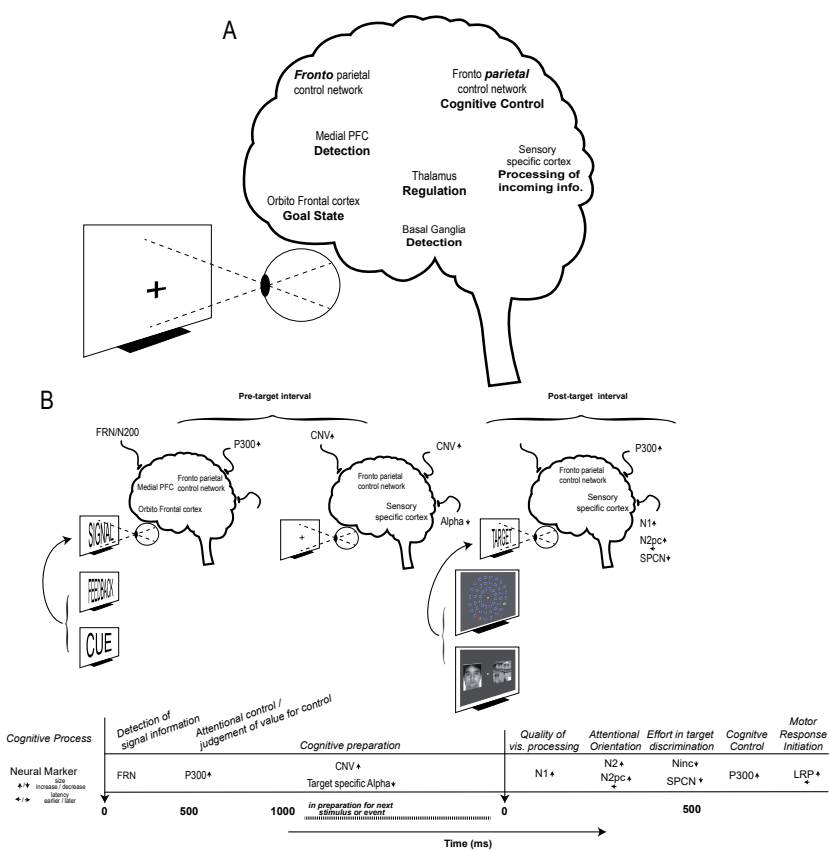 A
Fronto parietal
control network
Fronto parietal
control network
Cognitive Control
Medial PFC
Detection
Sensory
specific cortex
Processing of
incoming info.
Thalamus
Regulation
Orbito Frontal cortex
Goal State
Basal Ganglia
Detection
+
B
Pre-target interval
Post-target interval
FRN/N200
P300
CNV
CNV
P300
Medial PFC
Fronto parietal
control network
Orbito Frontal cortex
Fronto parietal
control network
Sensory
specific cortex
Alpha
Fronto parietal
control network
Sensory
specific cortex
N1
N2pc
SPCN
SIGNAL
+
TARGET
FEEDBACK
CUE
Cognitive Process
Detection of
signal information
Attentional control /
judgement of value for control
Cognitive preparation
Quality of
vis. processing
Attentional
Orientation
Effort in target
discrimination
Cognitve
Control
Motor
Response
Initiation
Neural Marker
size
increase / decrease
latency
earlier / later
FRN
P300
CNV
Target specific Alpha
N1
N2
N2pc
Ninc
SPCN
P300
LRP
0
500
1000
in preparation for next
stimulus or event
0
500
Time (ms)